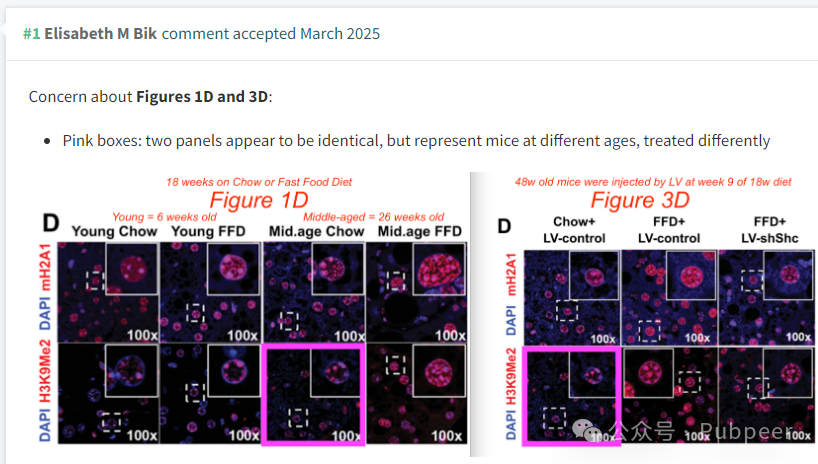 #1 Elisabeth M Bik comment accepted March 2025
Concern about Figures 1D and 3D:
• Pink boxes: two panels appear to be identical, but represent mice at different ages, treated differently
18 weeks on Chow or Fast Food Diet
Figure 1D
Young = 6 weeks old
Middle-aged = 26 weeks old
D
Young Chow Young FFD Mid.age Chow Mid.age FFD
DAPI mH2A1
100x 100x 100x 100x
DAPI H3K9Me2
100x 100x 100x 100x
48w old mice were injected by LV at week 9 of 18w diet
Figure 3D
D
Chow+ FFD+ FFD+
LV-control LV-control LV-shShc
DAPI mH2A1
100x 100x 100x
DAPI H3K9Me2
100x 100x 100x
公众号 · Pubpeer